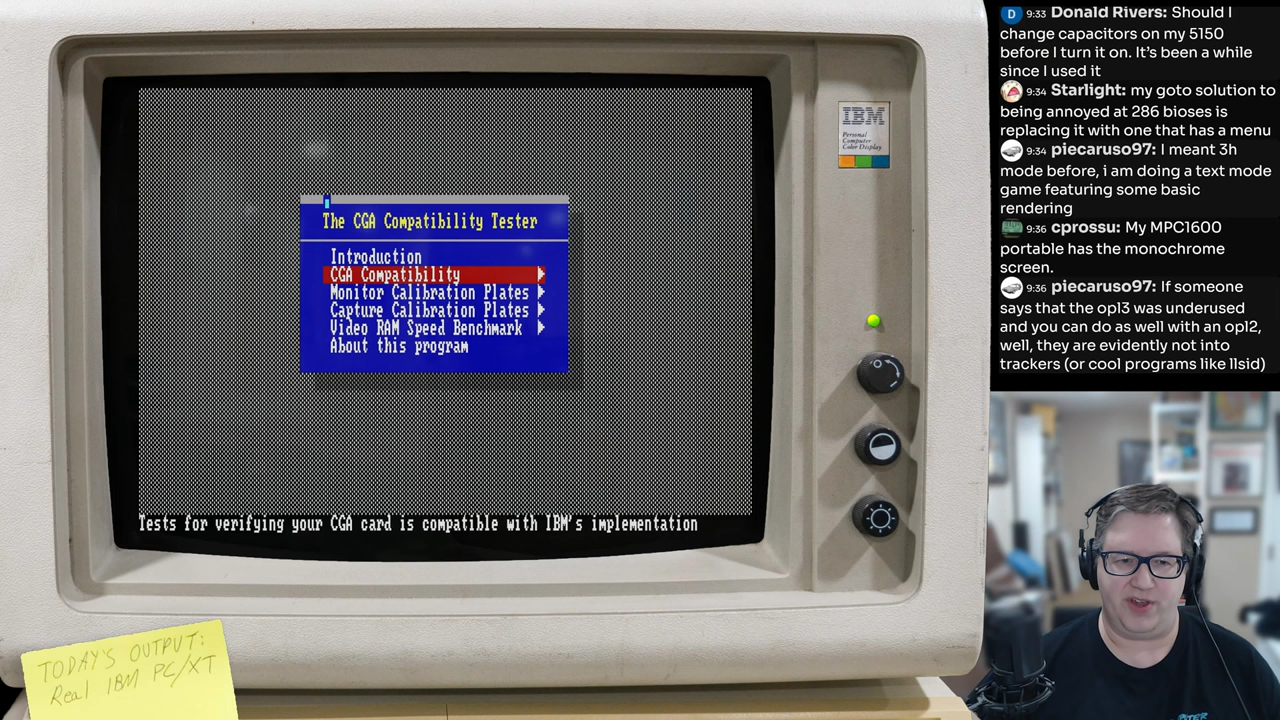 The CGA Compatibility Tester
Introduction
CGA Compatibility
Monitor Calibration Plates
Capture Calibration Plates
Video RAM Speed Benchmark
About this program
Tests for verifying your CGA card is compatible with IBM's implementation
IBM
Personal
Computer
Color Display
TODAY'S OUTPUT:
Real IBM PC/XT
D 9:33 Donald Rivers: Should I
change capacitors on my 5150
before I turn it on. It's been a while
since I used it
9:34 Starlight: my goto solution to
being annoyed at 286 bioses is
replacing it with one that has a menu
9:34 piecaruso97: I meant 3h
mode before, i am doing a text mode
game featuring some basic
rendering
9:36 cprossu: My MPC1600
portable has the monochrome
screen.
9:36 piecaruso97: If someone
says that the opl3 was underused
and you can do as well with an opl2,
well, they are evidently not into
trackers (or cool programs like llsid)